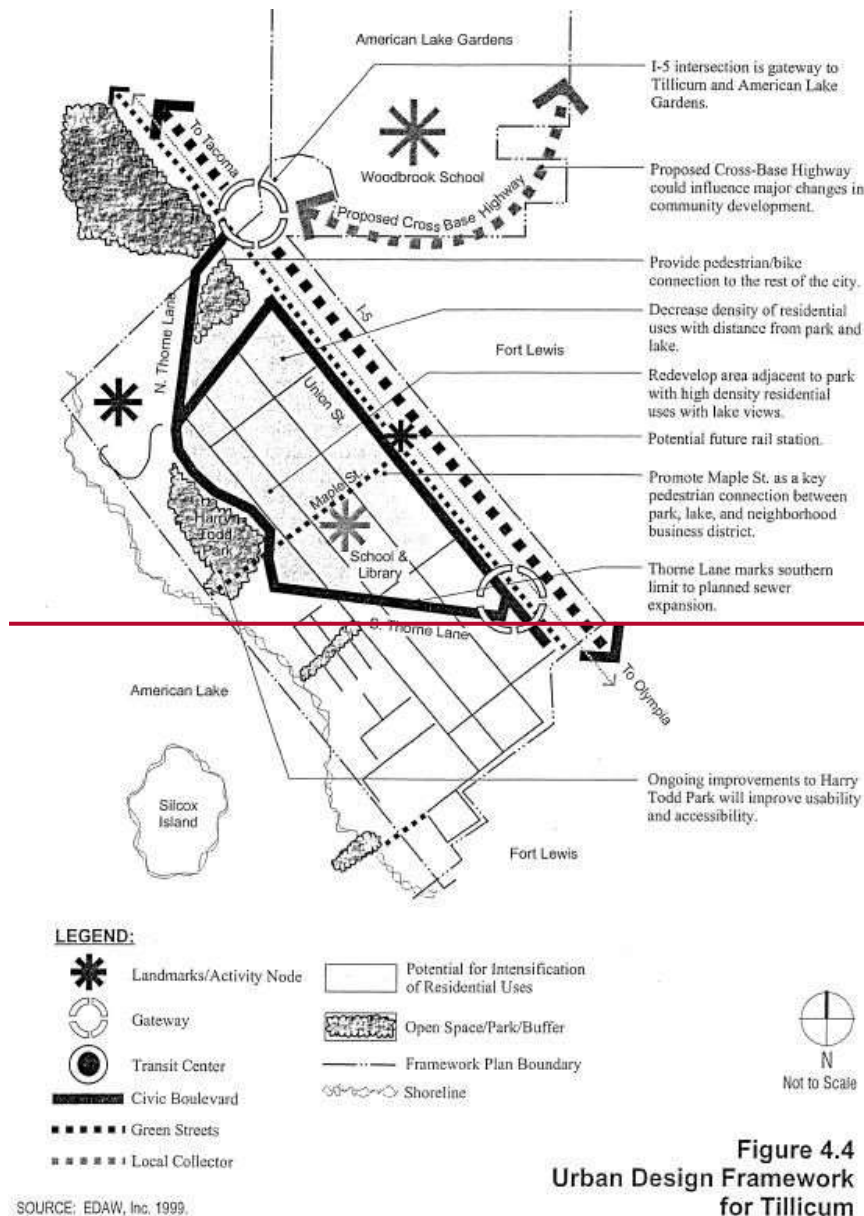 American Lake Gardens
I-5 intersection is gateway to
Tillicum and American Lake
Gardens.
To Tacoma
Woodbrook School
Proposed Cross Base Highway
Proposed Cross-Base Highway
could influence major changes in
community development.
Provide pedestrian/bike
connection to the rest of the city.
I-5
N. Thorne Lane
Decrease density of residential
uses with distance from park and
lake.
Fort Lewis
Union St.
Redevelop area adjacent to park
with high density residential
uses with lake views.
Potential future rail station.
Maple St.
Promote Maple St. as a key
pedestrian connection between
park, lake, and neighborhood
business district.
Harry
Todd
Park
School &
Library
Thorne Lane marks southern
limit to planned sewer
expansion.
S. Thorne Lane
To Olympia
American Lake
Silcox
Island
Ongoing improvements to Harry
Todd Park will improve usability
and accessibility.
Fort Lewis
LEGEND:
Landmarks/Activity Node
Gateway
Transit Center
Civic Boulevard
Green Streets
Local Collector
Potential for Intensification
of Residential Uses
Open Space/Park/Buffer
Framework Plan Boundary
Shoreline
N
Not to Scale
Figure 4.4
Urban Design Framework
for Tillicum
SOURCE: EDAW, Inc. 1999.